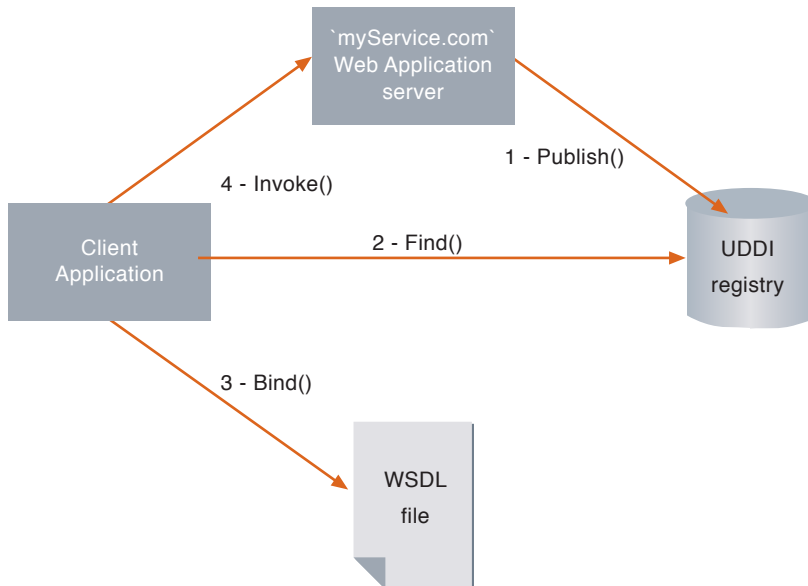 `myService.com`
Web Application
server
1 - Publish()
4 - Invoke()
Client
Application
2 - Find()
UDDI
registry
3 - Bind()
WSDL
file